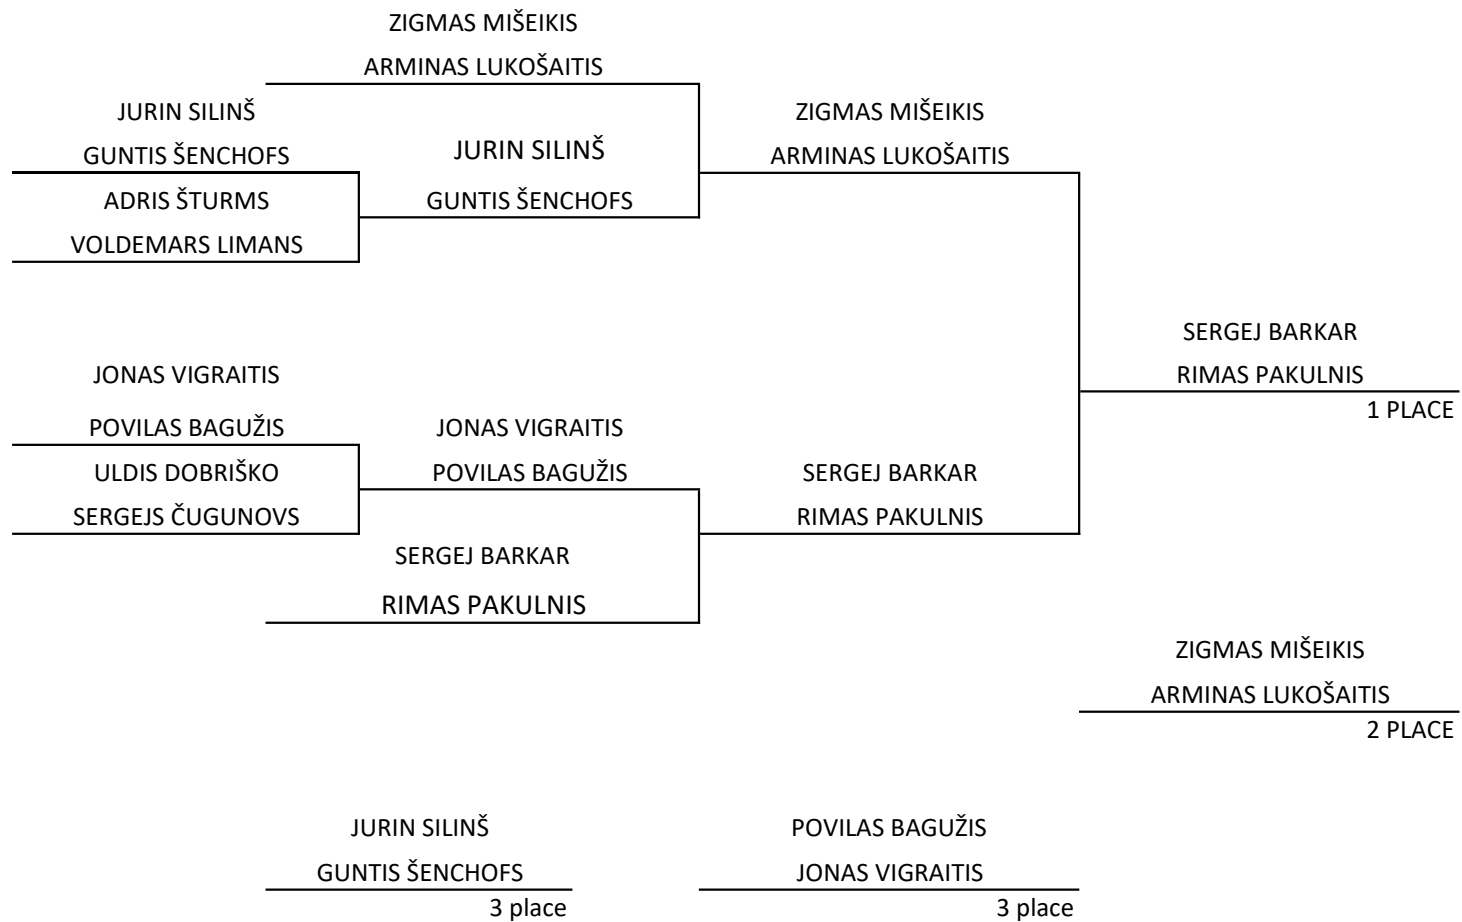 ZIGMAS MIŠEIKIS
ARMINAS LUKOŠAITIS
JURIN SILINŠ
GUNTIS ŠENCHOFS
ADRIS ŠTURMS
VOLDEMARS LIMANS
JURIN SILINŠ
GUNTIS ŠENCHOFS
ZIGMAS MIŠEIKIS
ARMINAS LUKOŠAITIS
JONAS VIGRAITIS
POVILAS BAGUŽIS
ULDIS DOBRIŠKO
SERGEJS ČUGUNOVS
JONAS VIGRAITIS
POVILAS BAGUŽIS
SERGEJ BARKAR
RIMAS PAKULNIS
SERGEJ BARKAR
RIMAS PAKULNIS
SERGEJ BARKAR
RIMAS PAKULNIS
1 PLACE
ZIGMAS MIŠEIKIS
ARMINAS LUKOŠAITIS
2 PLACE
JURIN SILINŠ
GUNTIS ŠENCHOFS
3 place
POVILAS BAGUŽIS
JONAS VIGRAITIS
3 place